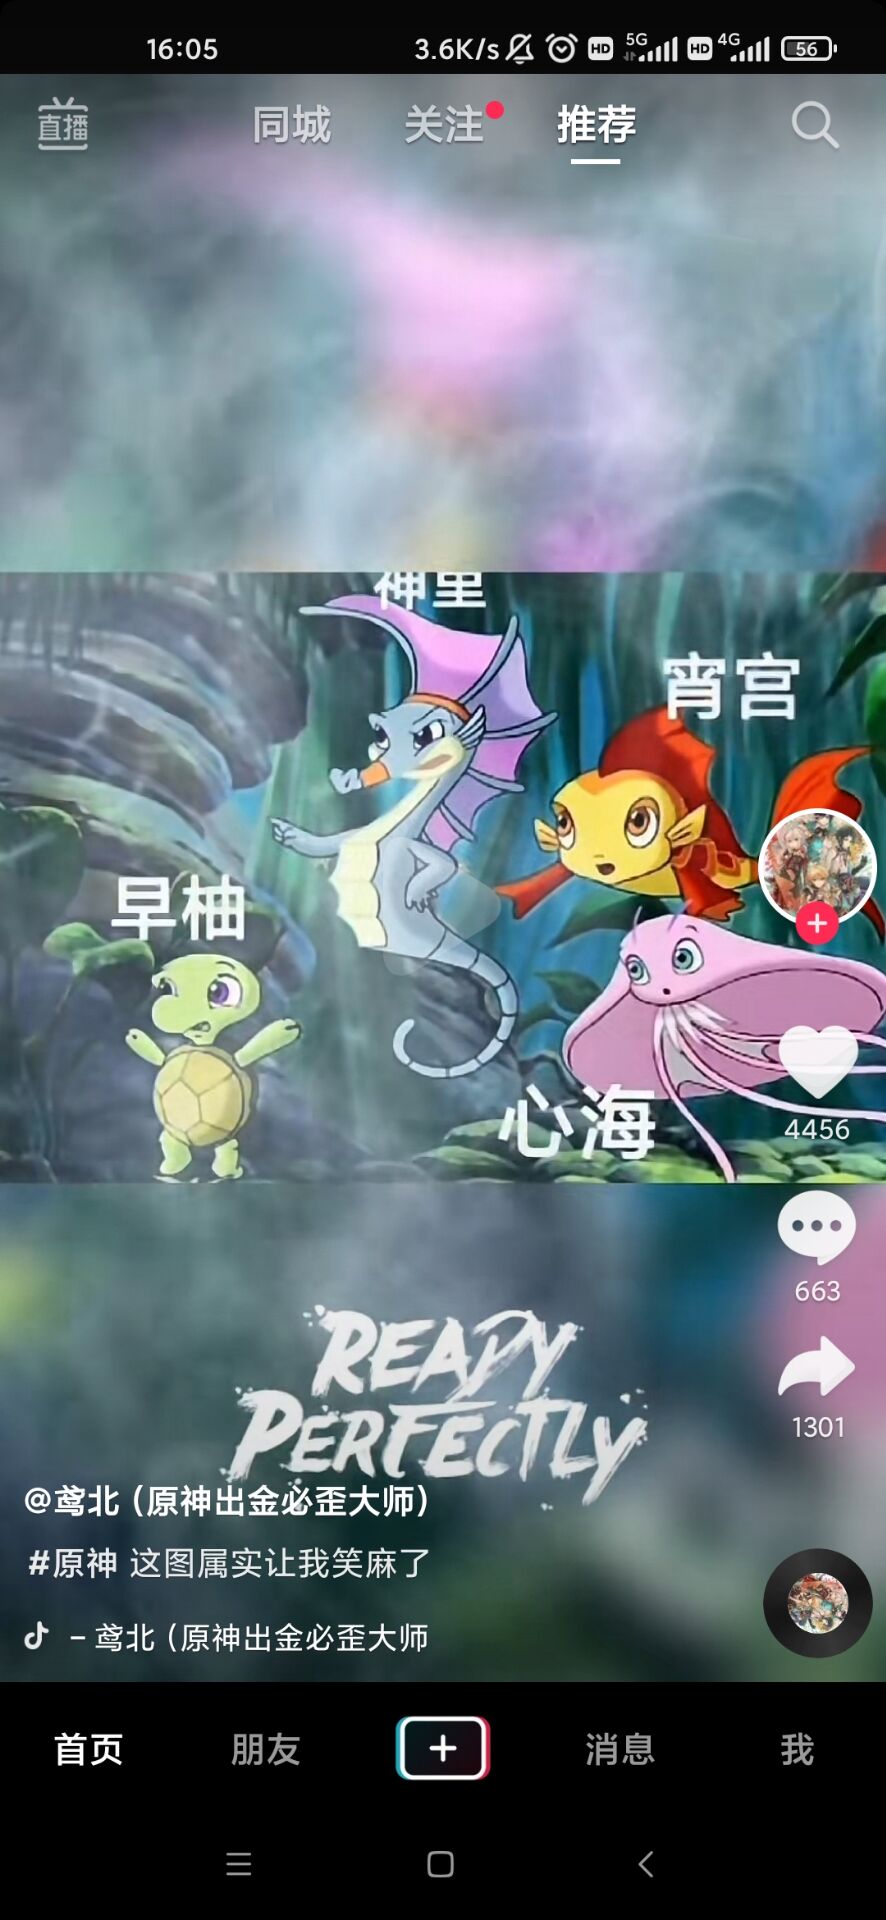 16:05
3.6K/s HD 5G HD 4G 56
直播
同城
关注
推荐
神里
宵宫
早柚
心海
4456
663
1301
READY
PERFECTLY
@鸢北（原神出金必歪大师）
#原神 这图属实让我笑麻了
– 鸢北（原神出金必歪大师
首页
朋友
消息
我